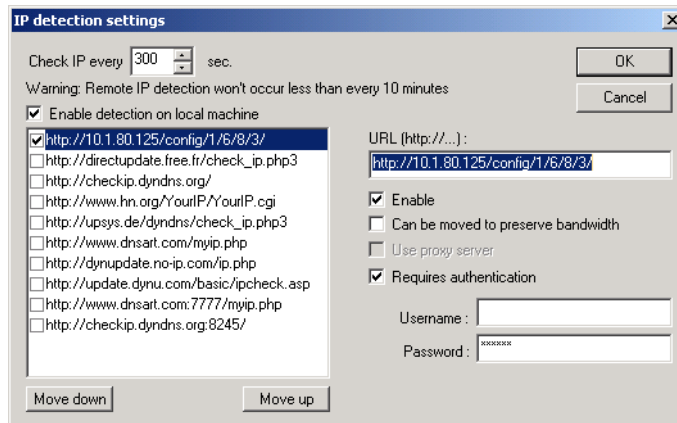 IP detection settings
Check IP every 300 sec.
Warning: Remote IP detection won't occur less than every 10 minutes
Enable detection on local machine
OK
Cancel
http://10.1.80.125/config/1/6/8/3/
http://directupdate.free.fr/check_ip.php3
http://checkip.dyndns.org/
http://www.hn.org/YourIP/YourIP.cgi
http://upsys.de/dyndns/check_ip.php3
http://www.dnsart.com/myip.php
http://dynupdate.no-ip.com/ip.php
http://update.dynu.com/basic/ipcheck.asp
http://www.dnsart.com:7777/myip.php
http://checkip.dyndns.org:8245/
Move down
Move up
URL (http://...) :
http://10.1.80.125/config/1/6/8/3/
Enable
Can be moved to preserve bandwidth
Use proxy server
Requires authentication
Username :
Password : ******